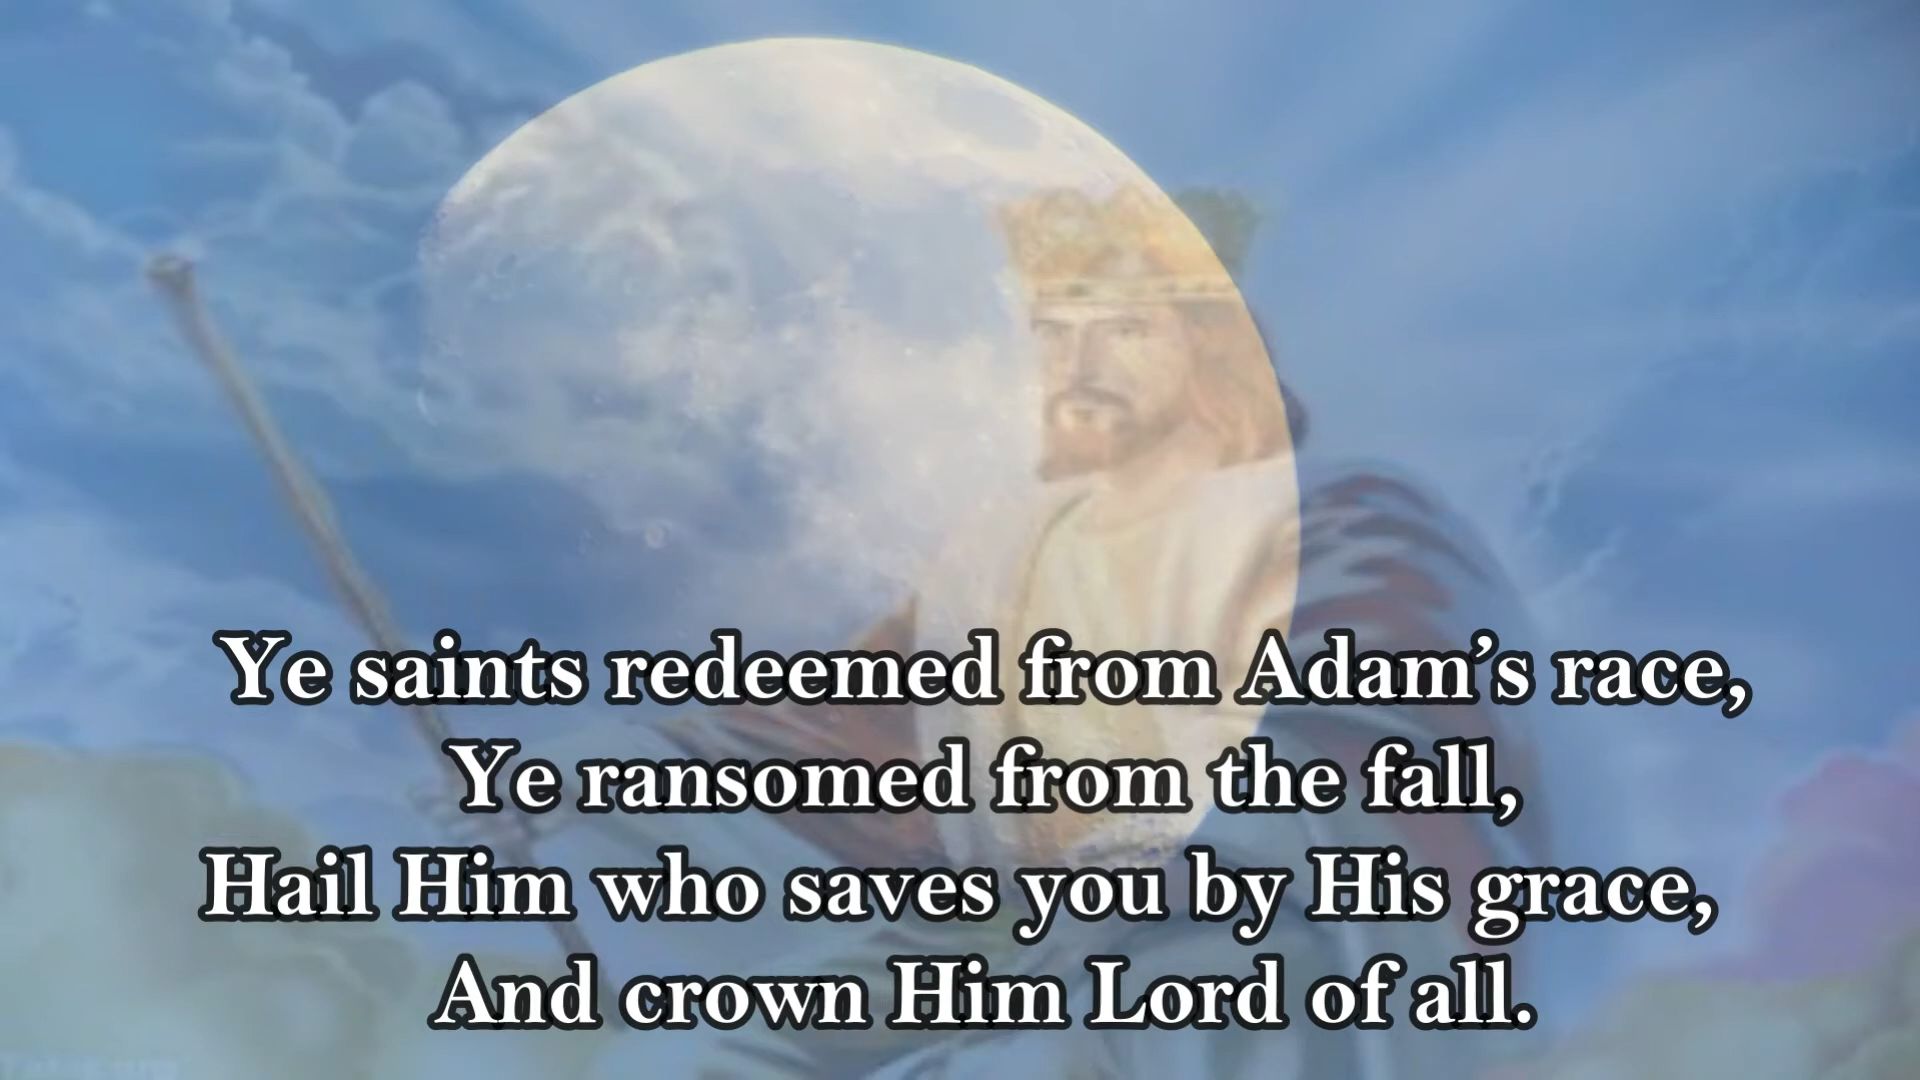 Ye saints redeemed from Adam’s race,
Ye ransomed from the fall,
Hail Him who saves you by His grace,
And crown Him Lord of all.